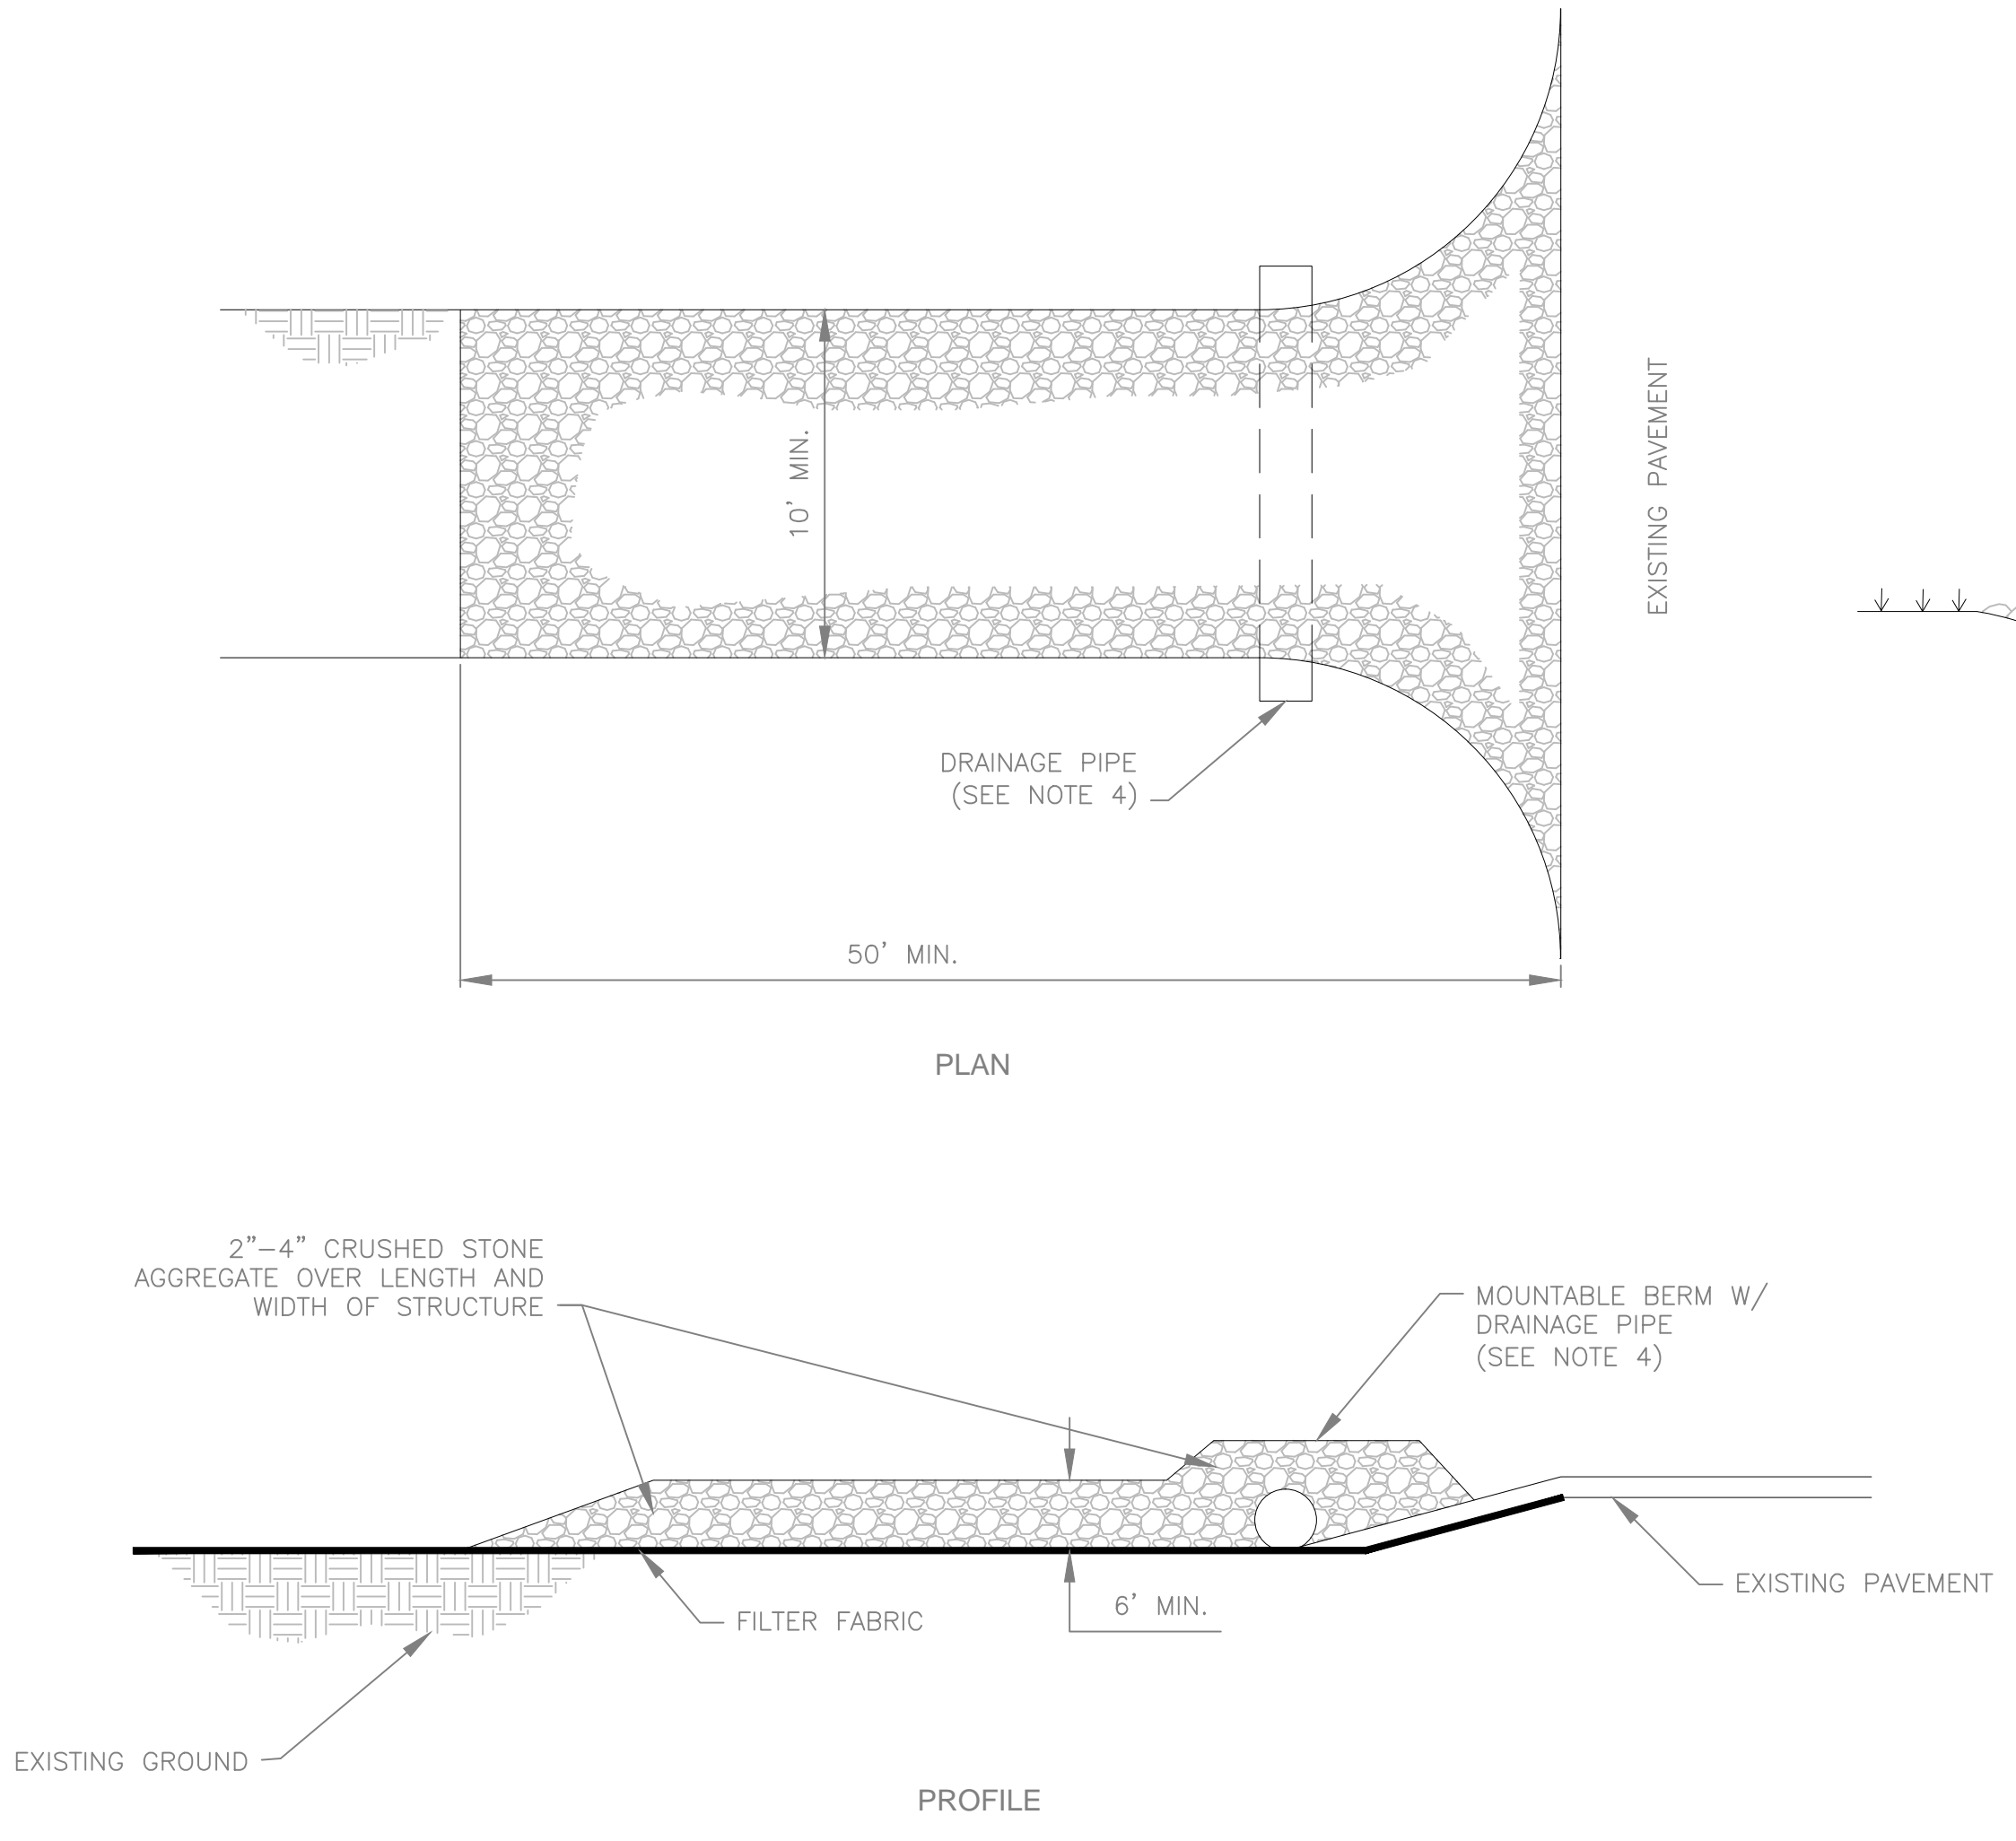 10’ MIN.
EXISTING PAVEMENT
DRAINAGE PIPE
(SEE NOTE 4)
50’ MIN.
PLAN
2”–4” CRUSHED STONE
AGGREGATE OVER LENGTH AND
WIDTH OF STRUCTURE
MOUNTABLE BERM W/
DRAINAGE PIPE
(SEE NOTE 4)
EXISTING PAVEMENT
6’ MIN.
FILTER FABRIC
EXISTING GROUND
PROFILE